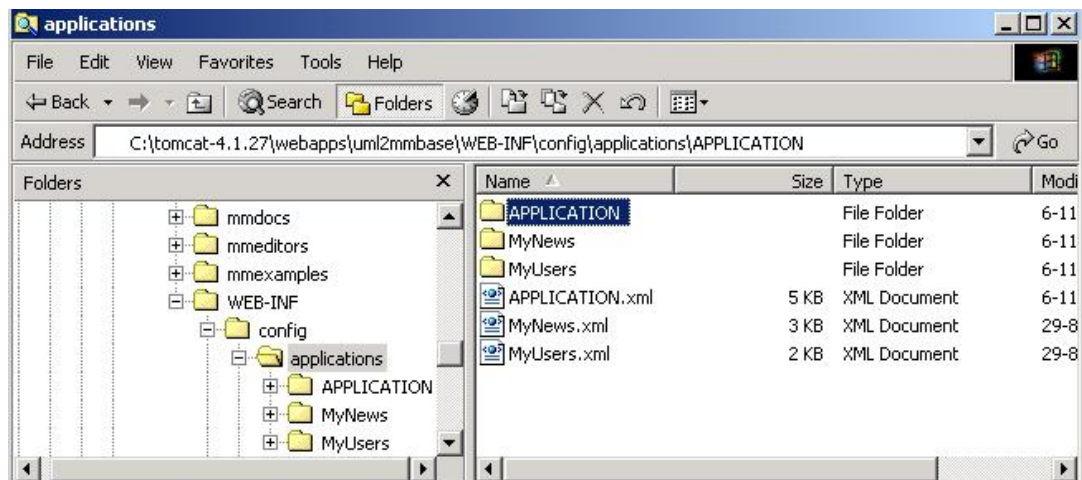 applications
File Edit View Favorites Tools Help
Back Search Folders
Address C:\tomcat-4.1.27\webapps\uml2mmbase\WEB-INF\config\applications\APPLICATION Go
Folders
mmdocs
mmeditors
mmexamples
WEB-INF
config
applications
APPLICATION
MyNews
MyUsers
Name Size Type Modi
APPLICATION File Folder 6-11
MyNews File Folder 6-11
MyUsers File Folder 6-11
APPLICATION.xml 5 KB XML Document 6-11
MyNews.xml 3 KB XML Document 29-8
MyUsers.xml 2 KB XML Document 29-8